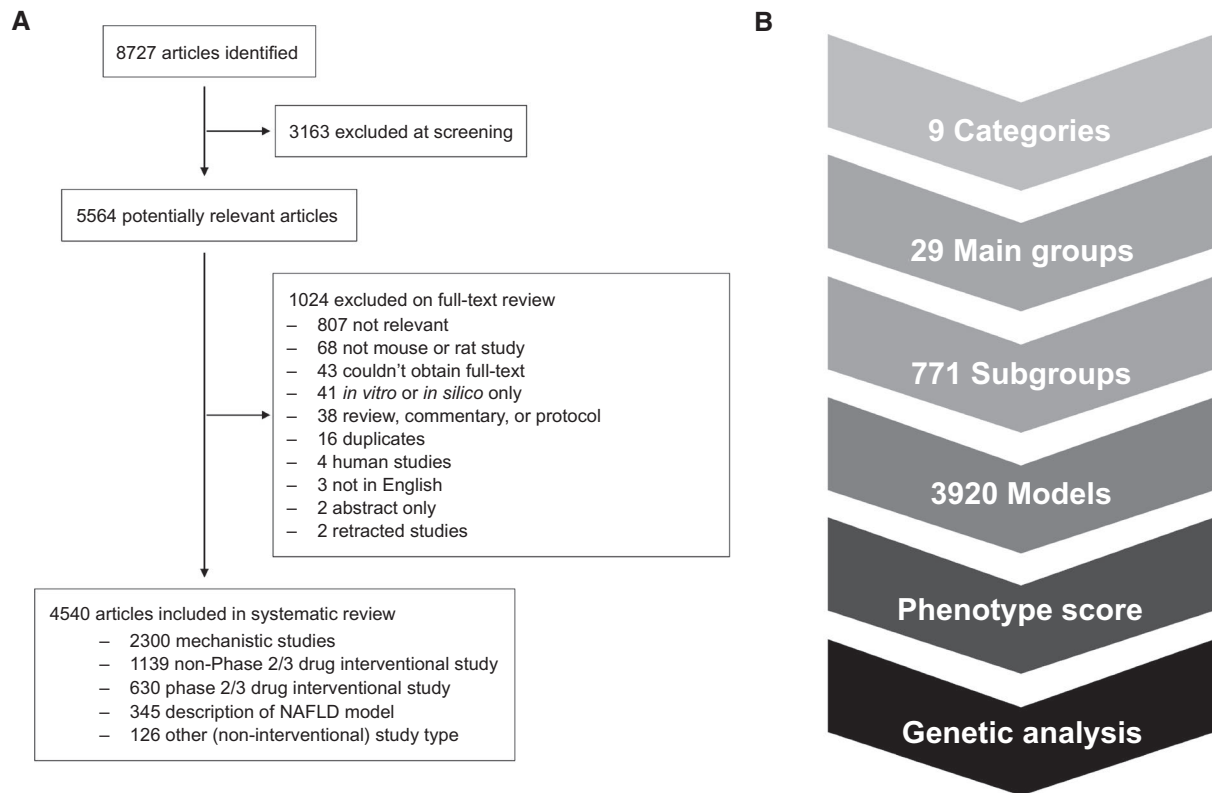 A
8727 articles identified
3163 excluded at screening
5564 potentially relevant articles
1024 excluded on full-text review
– 807 not relevant
– 68 not mouse or rat study
– 43 couldn't obtain full-text
– 41 in vitro or in silico only
– 38 review, commentary, or protocol
– 16 duplicates
– 4 human studies
– 3 not in English
– 2 abstract only
– 2 retracted studies
4540 articles included in systematic review
– 2300 mechanistic studies
– 1139 non-Phase 2/3 drug interventional study
– 630 phase 2/3 drug interventional study
– 345 description of NAFLD model
– 126 other (non-interventional) study type
B
9 Categories
29 Main groups
771 Subgroups
3920 Models
Phenotype score
Genetic analysis